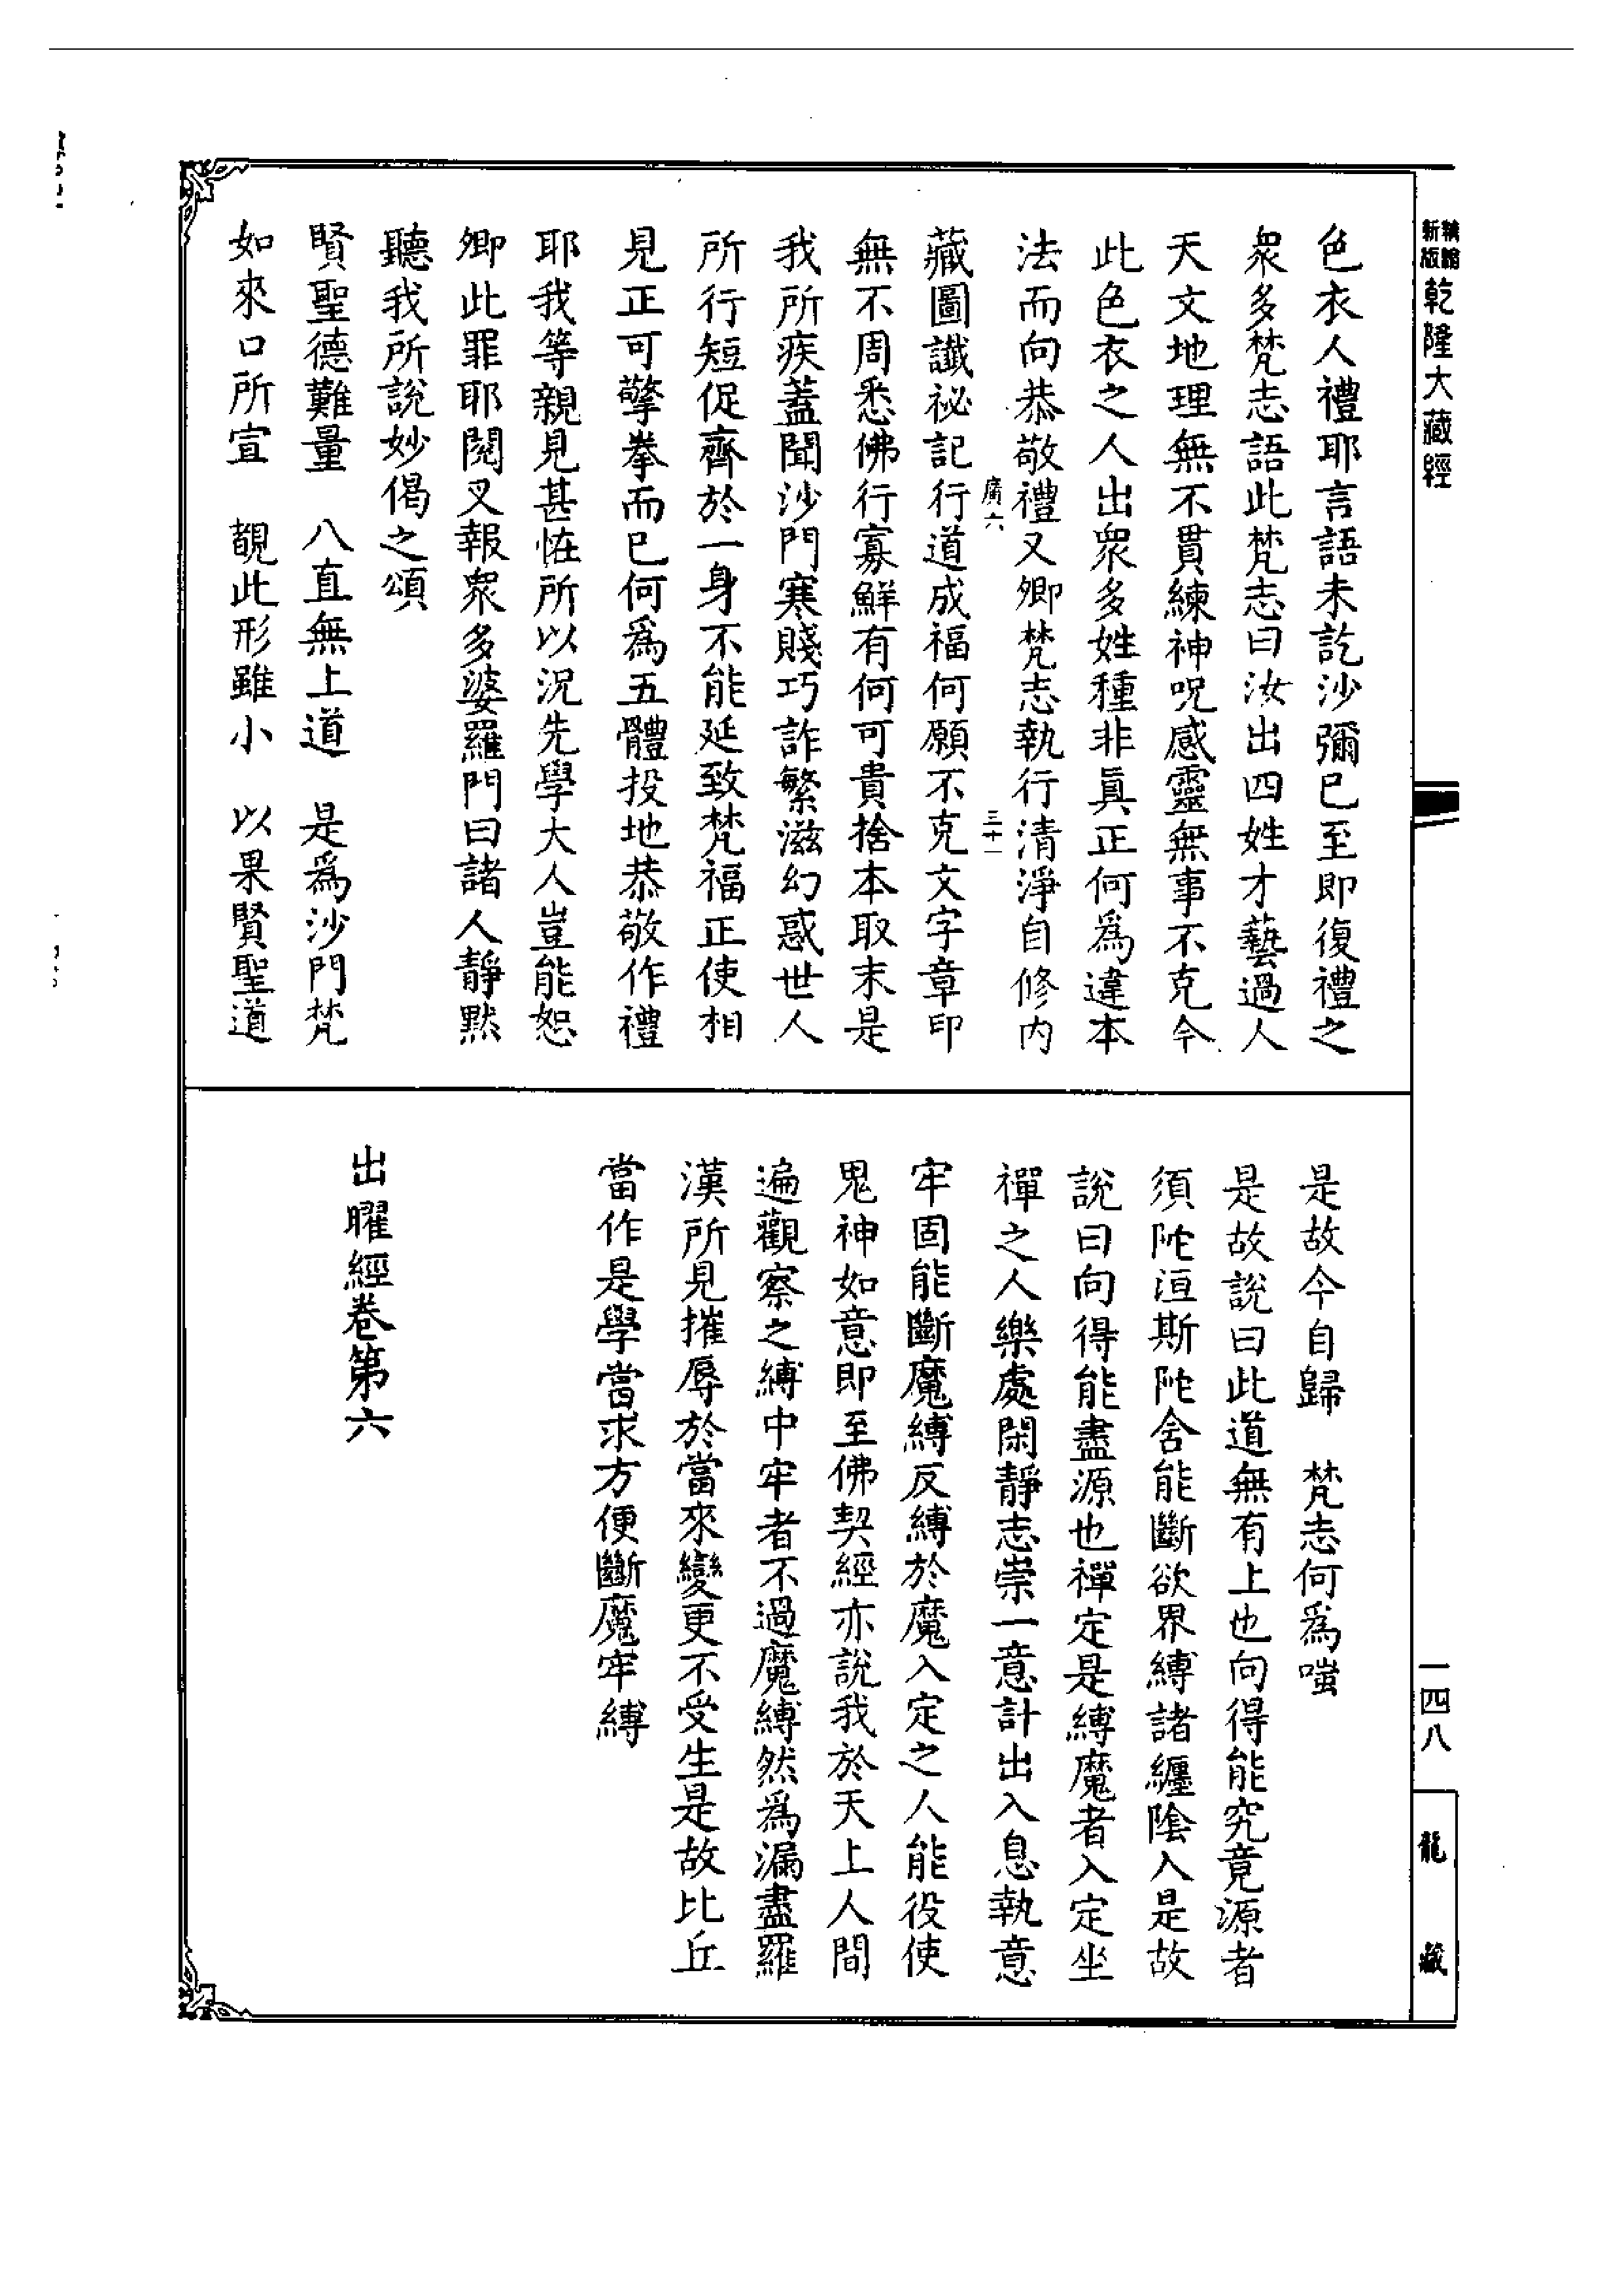 新版
乾隆大藏經
色衣人禮耶言語未訖沙彌已至即復禮之
衆多梵志語此梵志曰汝出四姓才藝過人
天文地理無不貫練神呪感靈無事不克今
此色衣之人出衆多姓種非真正何爲違本
法而向恭敬禮又卿梵志執行清淨自修内
廣六 三十一
藏圖讖祕記行道成福何願不克文字章印
無不周悉佛行寡鮮有何可貴捨本取末是
我所疾蓋聞沙門寒賤巧詐繁滋幻惑世人
所行短促齊於一身不能延致梵福正使相
見正可擎拳而已何爲五體投地恭敬作禮
耶我等親見甚恠所以況先學大人豈能恕
卿此罪耶閱叉報衆多婆羅門曰諸人靜默
聽我所說妙偈之頌
賢聖德難量　八直無上道　是爲沙門梵
如來口所宣　覩此形雖小　以果賢聖道
是故今自歸　梵志何爲嗤
是故說曰此道無有上也向得能究竟源者
須陀洹斯陀含能斷欲界縛諸纏陰入是故
說曰向得能盡源也禪定是縛魔者入定坐
禪之人樂處閑靜志崇一意計出入息執意
牢固能斷魔縛反縛於魔入定之人能役使
鬼神如意即至佛契經亦說我於天上人間
遍觀察之縛中牢者不過魔縛然爲漏盡羅
漢所見摧辱於當來變更不受生是故比丘
當作是學當求方便斷魔牢縛
出曜經卷第六
一四八
龍藏